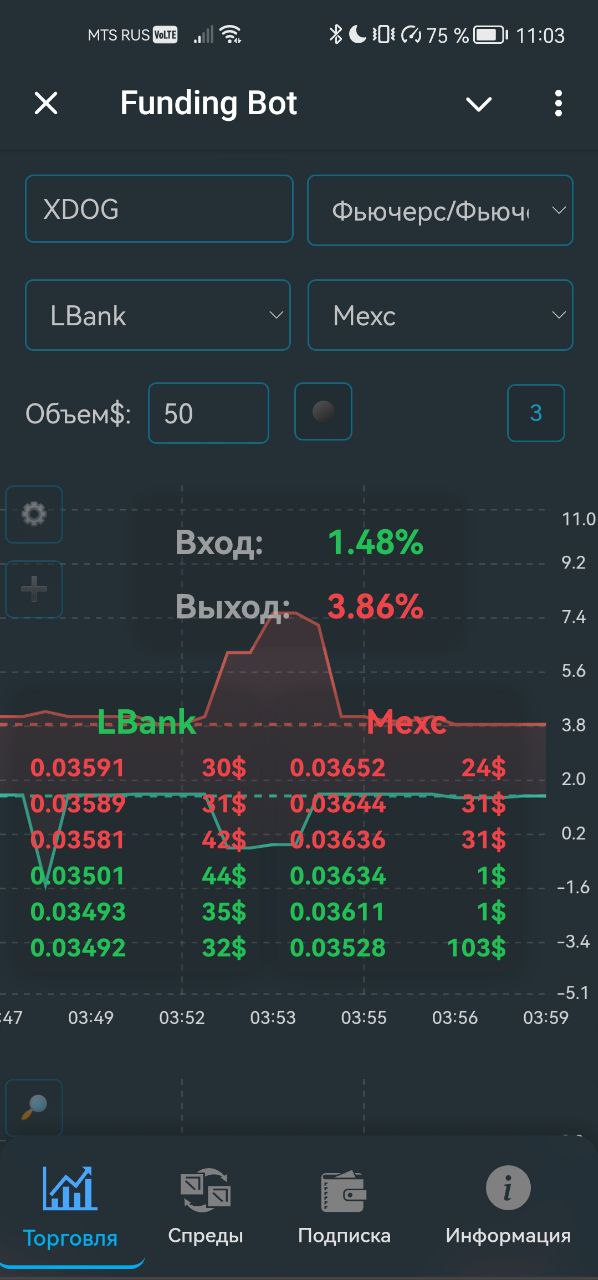 MTS RUS VoLTE 75 % 11:03
Funding Bot
XDOG Фьючерс/Фьюч
LBank Mexc
Объем$: 50 3
Вход: 1.48%
Выход: 3.86%
11.0
9.2
7.4
5.6
3.8
2.0
0.2
-1.6
-3.4
-5.1
LBank Mexc
0.03591 30$ 0.03652 24$
0.03589 31$ 0.03644 31$
0.03581 42$ 0.03636 31$
0.03501 44$ 0.03634 1$
0.03493 35$ 0.03611 1$
0.03492 32$ 0.03528 103$
:47 03:49 03:52 03:53 03:55 03:56 03:59
Торговля Спреды Подписка Информация